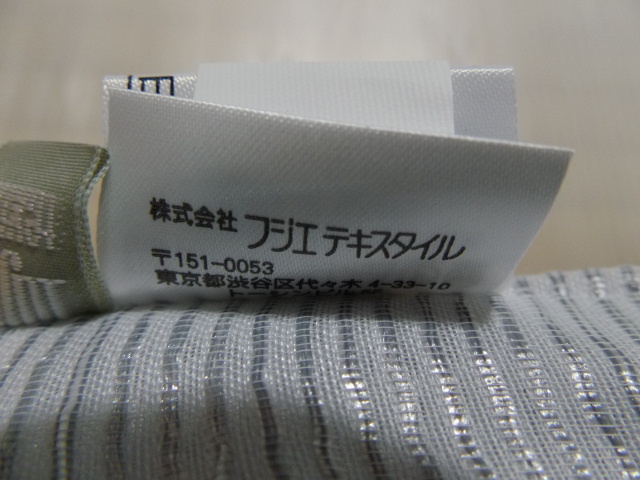 株式会社 フジエ テキスタイル
〒151-0053
東京都渋谷区代々木 4-33-10